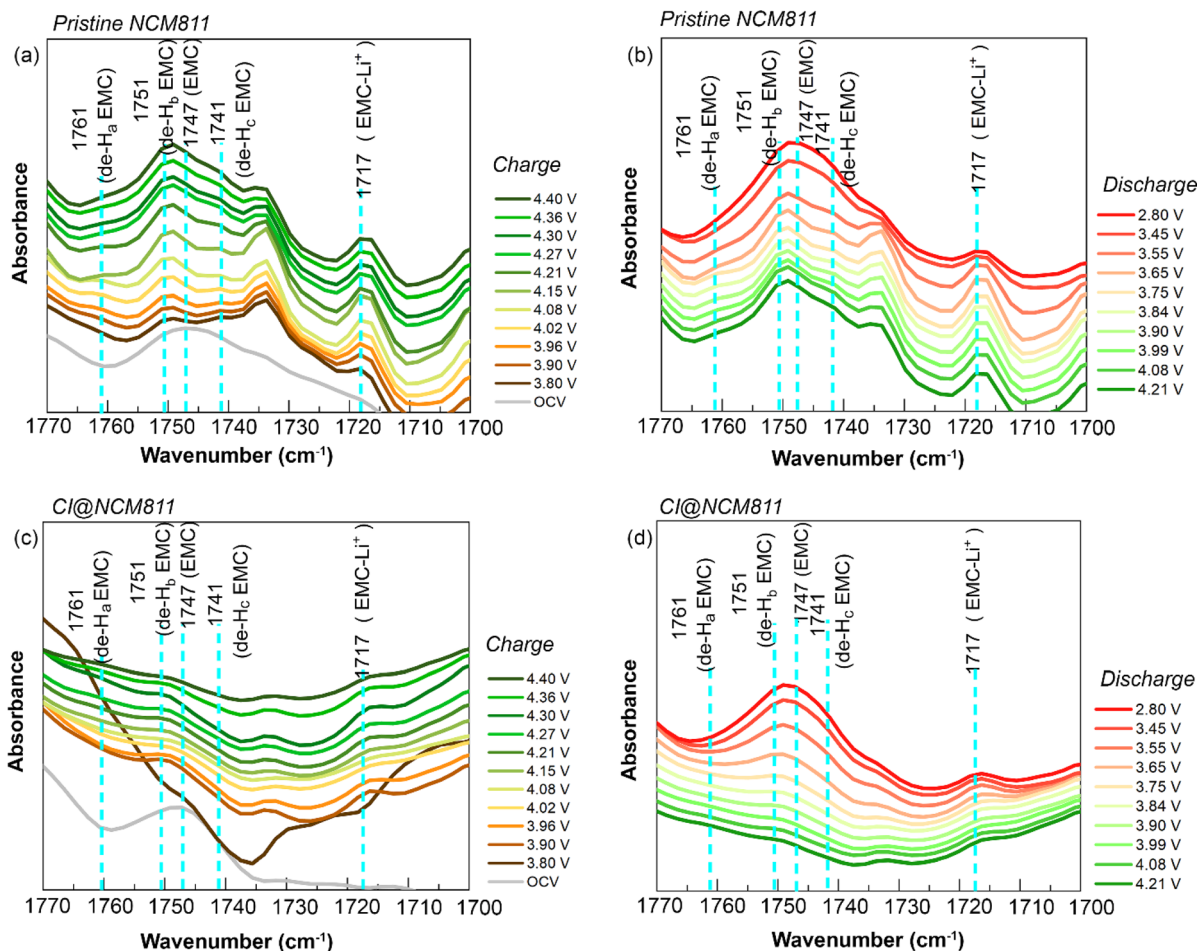 Pristine NCM811
(a)
1761
(de-Hₐ EMC)
1751
(de-H_b EMC)
1747 (EMC)
1741
(de-H_c EMC)
1717 ( EMC-Li⁺ )
Absorbance
1770 1760 1750 1740 1730 1720 1710 1700
Wavenumber (cm⁻¹)
Charge
4.40 V
4.36 V
4.30 V
4.27 V
4.21 V
4.15 V
4.08 V
4.02 V
3.96 V
3.90 V
3.80 V
OCV
Pristine NCM811
(b)
1761
(de-Hₐ EMC)
1751
(de-H_b EMC)
1747 (EMC)
1741
(de-H_c EMC)
1717 ( EMC-Li⁺ )
Absorbance
1770 1760 1750 1740 1730 1720 1710 1700
Wavenumber (cm⁻¹)
Discharge
2.80 V
3.45 V
3.55 V
3.65 V
3.75 V
3.84 V
3.90 V
3.99 V
4.08 V
4.21 V
CI@NCM811
(c)
1761
(de-Hₐ EMC)
1751
(de-H_b EMC)
1747 (EMC)
1741
(de-H_c EMC)
1717 ( EMC-Li⁺ )
Absorbance
1770 1760 1750 1740 1730 1720 1710 1700
Wavenumber (cm⁻¹)
Charge
4.40 V
4.36 V
4.30 V
4.27 V
4.21 V
4.15 V
4.08 V
4.02 V
3.96 V
3.90 V
3.80 V
OCV
CI@NCM811
(d)
1761
(de-Hₐ EMC)
1751
(de-H_b EMC)
1747 (EMC)
1741
(de-H_c EMC)
1717 ( EMC-Li⁺ )
Absorbance
1770 1760 1750 1740 1730 1720 1710 1700
Wavenumber (cm⁻¹)
Discharge
2.80 V
3.45 V
3.55 V
3.65 V
3.75 V
3.84 V
3.90 V
3.99 V
4.08 V
4.21 V